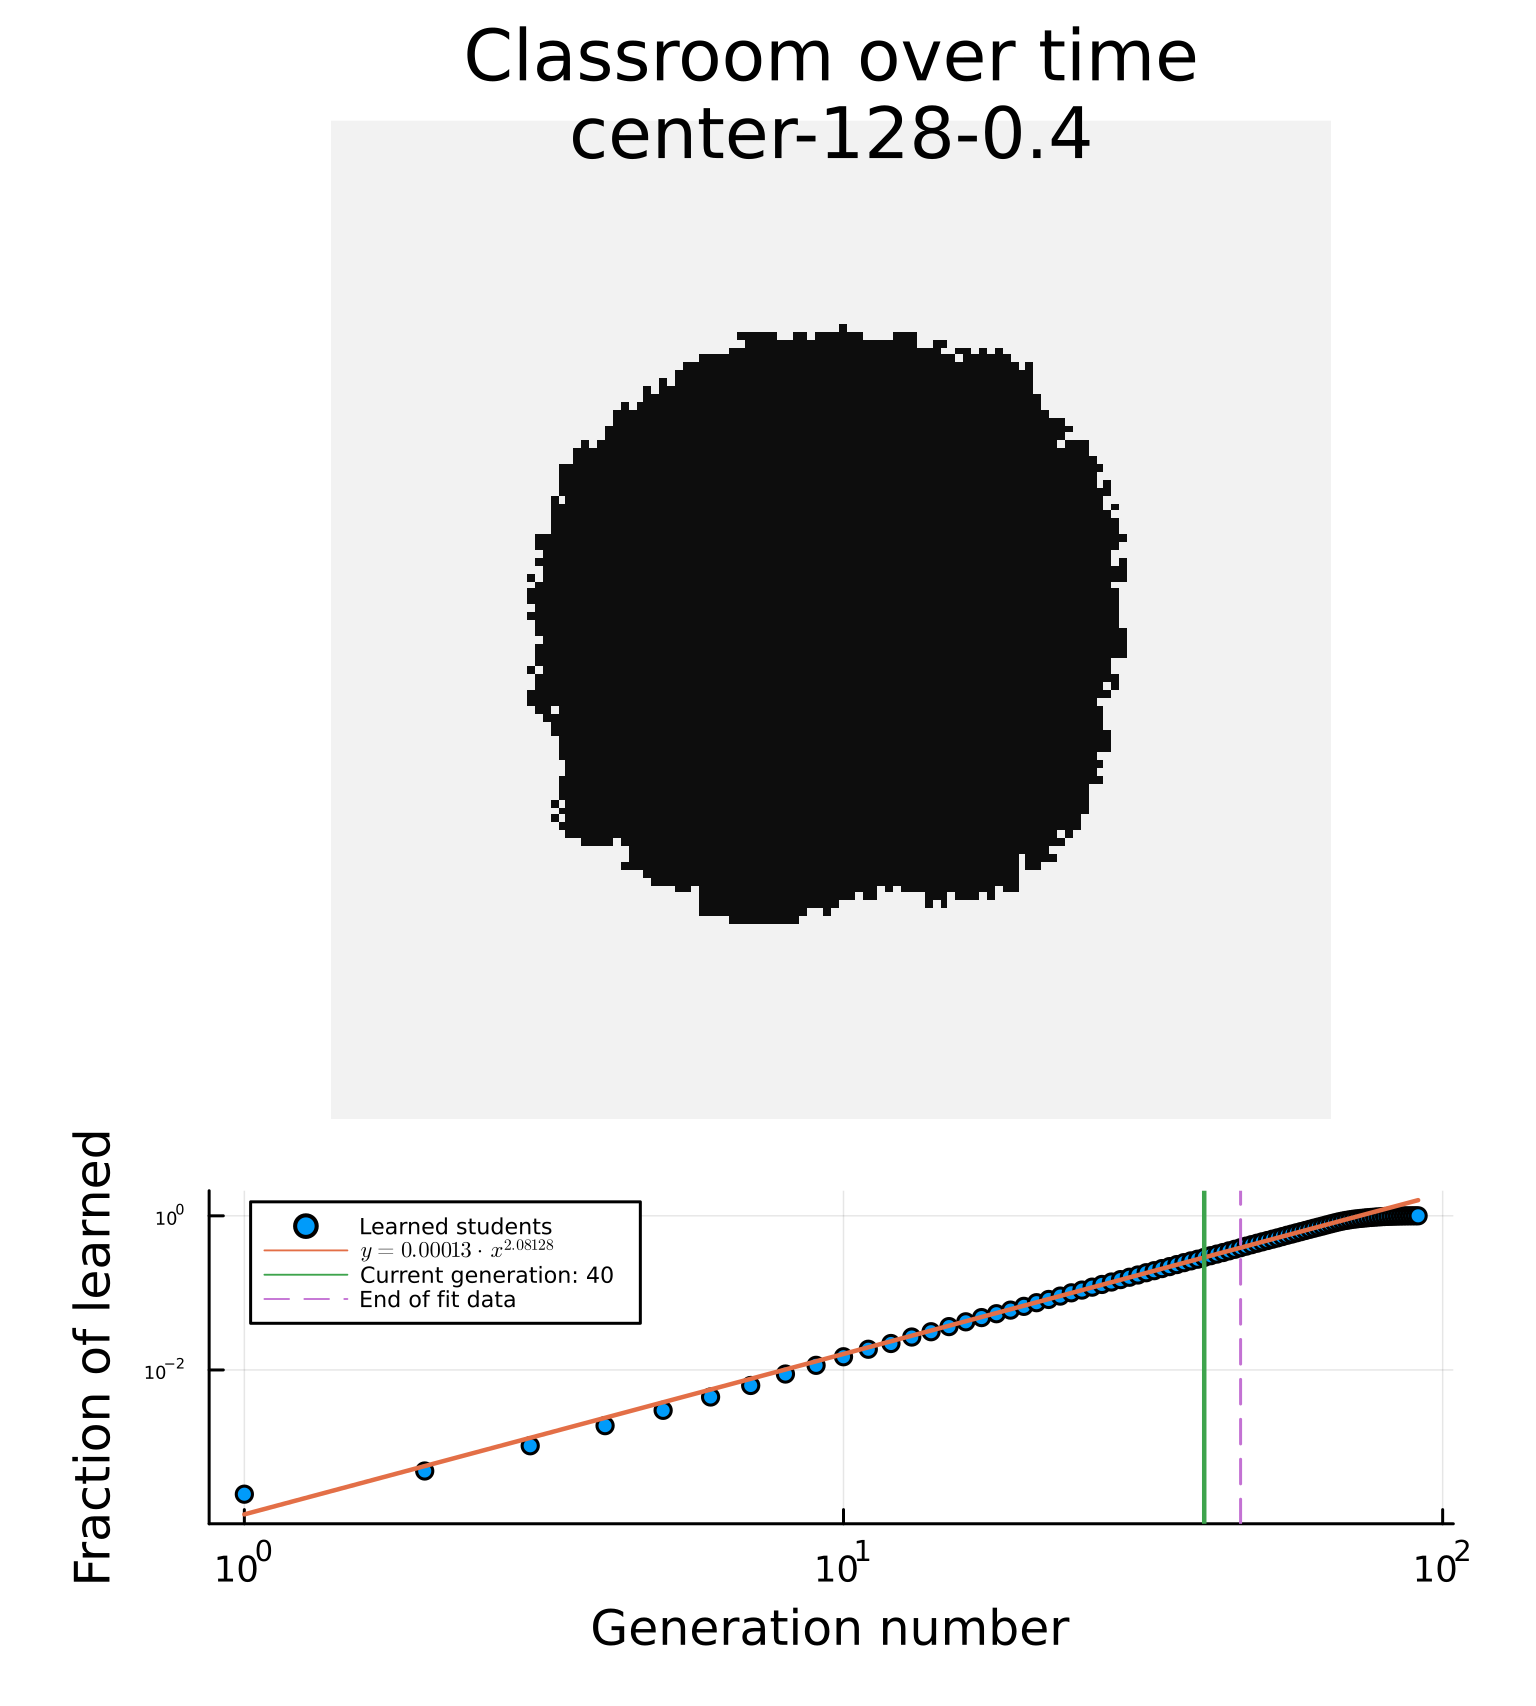 Classroom over time
center-128-0.4
Fraction of learned
10⁰
10⁻²
Learned students
y = 0.00013 · x^2.08128
Current generation: 40
End of fit data
10⁰ 10¹ 10²
Generation number